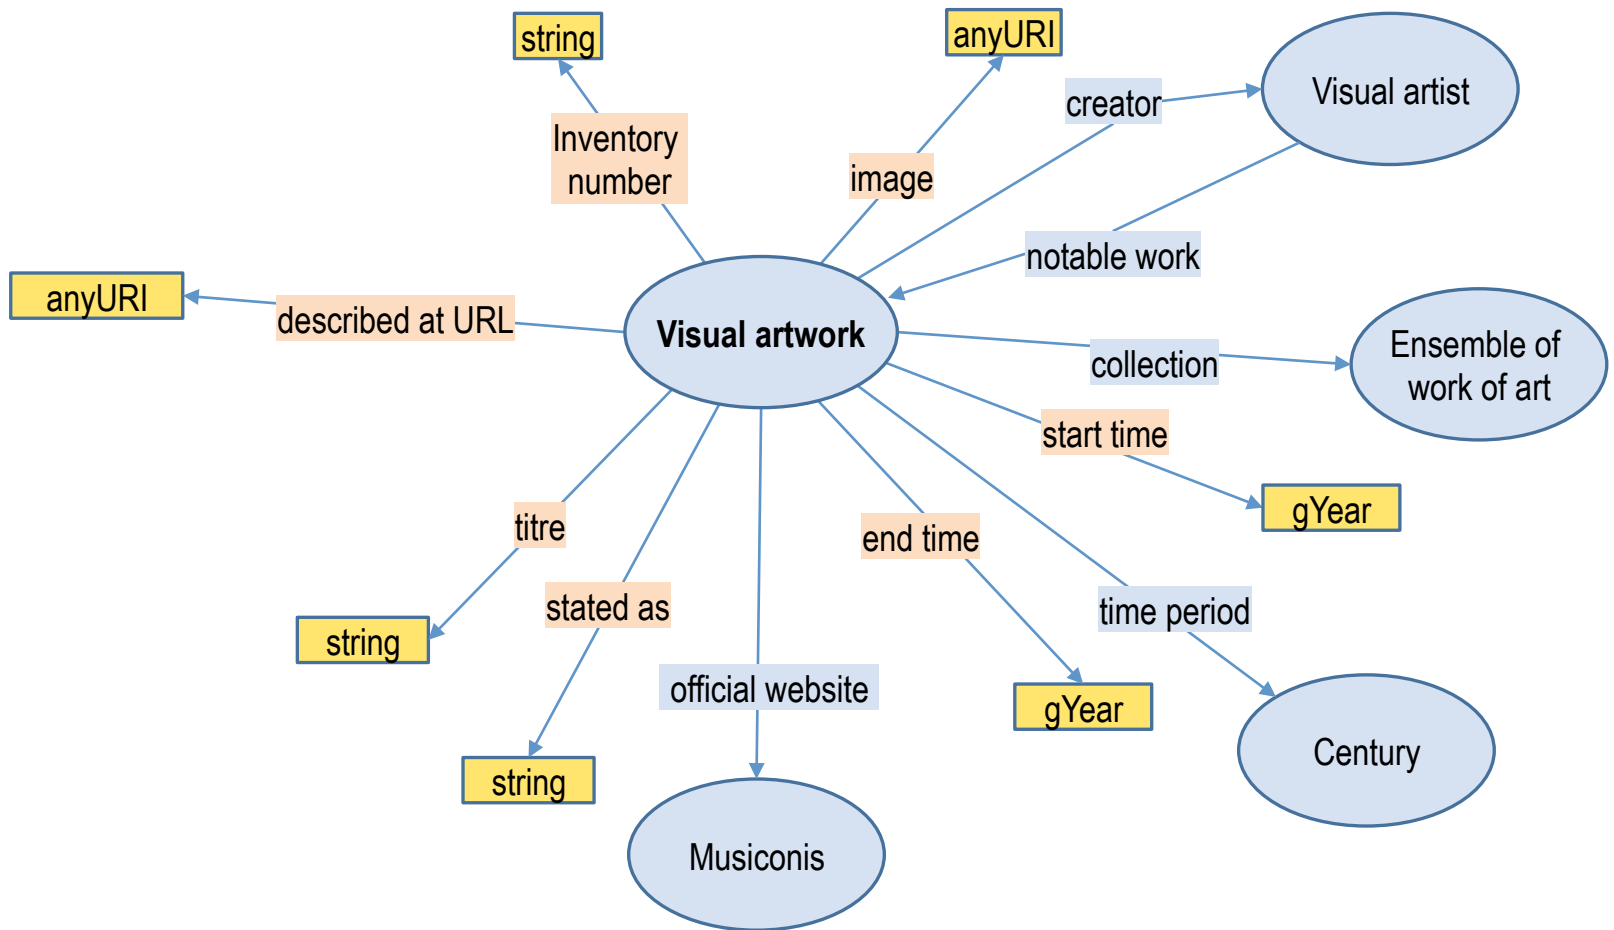 string
anyURI
Visual artist
creator
Inventory
number
image
notable work
anyURI
described at URL
Visual artwork
Ensemble of
work of art
collection
start time
gYear
titre
end time
stated as
time period
string
official website
gYear
Century
string
Musiconis